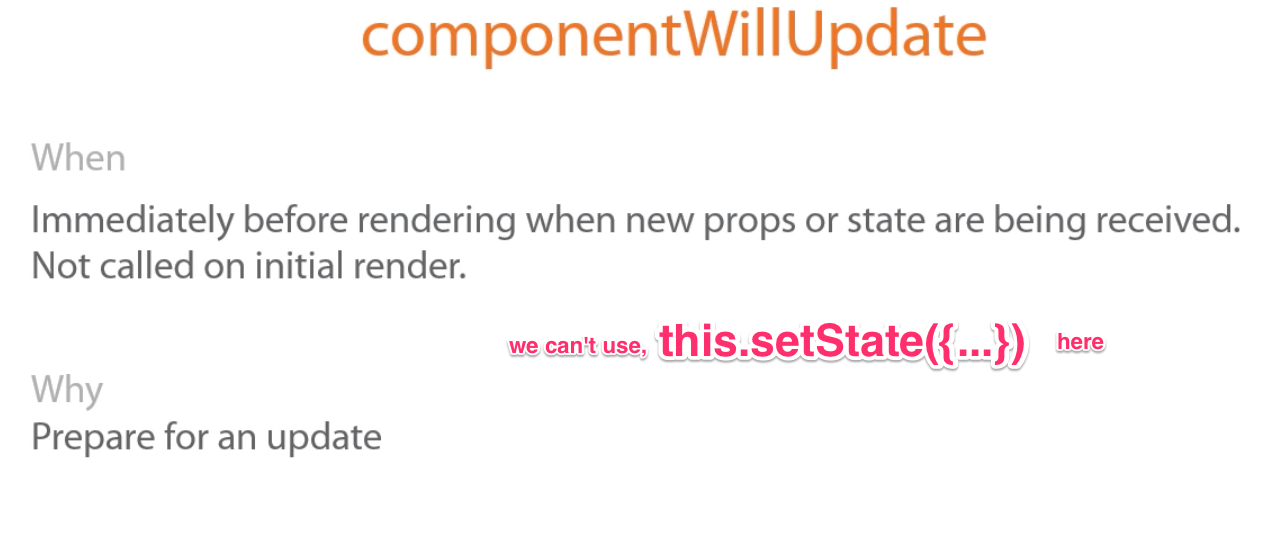 componentWillUpdate
When
Immediately before rendering when new props or state are being received.
Not called on initial render.
we can't use, this.setState({...}) here
Why
Prepare for an update